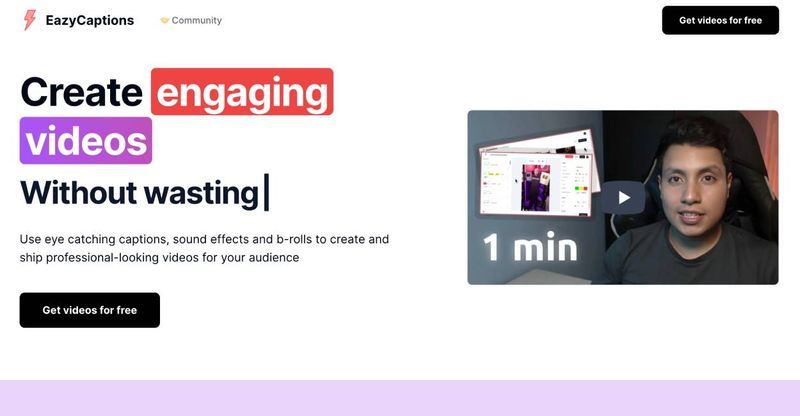 EazyCaptions
🤝 Community
Get videos for free
Create engaging
videos
Without wasting
Use eye catching captions, sound effects and b-rolls to create and
ship professional-looking videos for your audience
Get videos for free
1 min